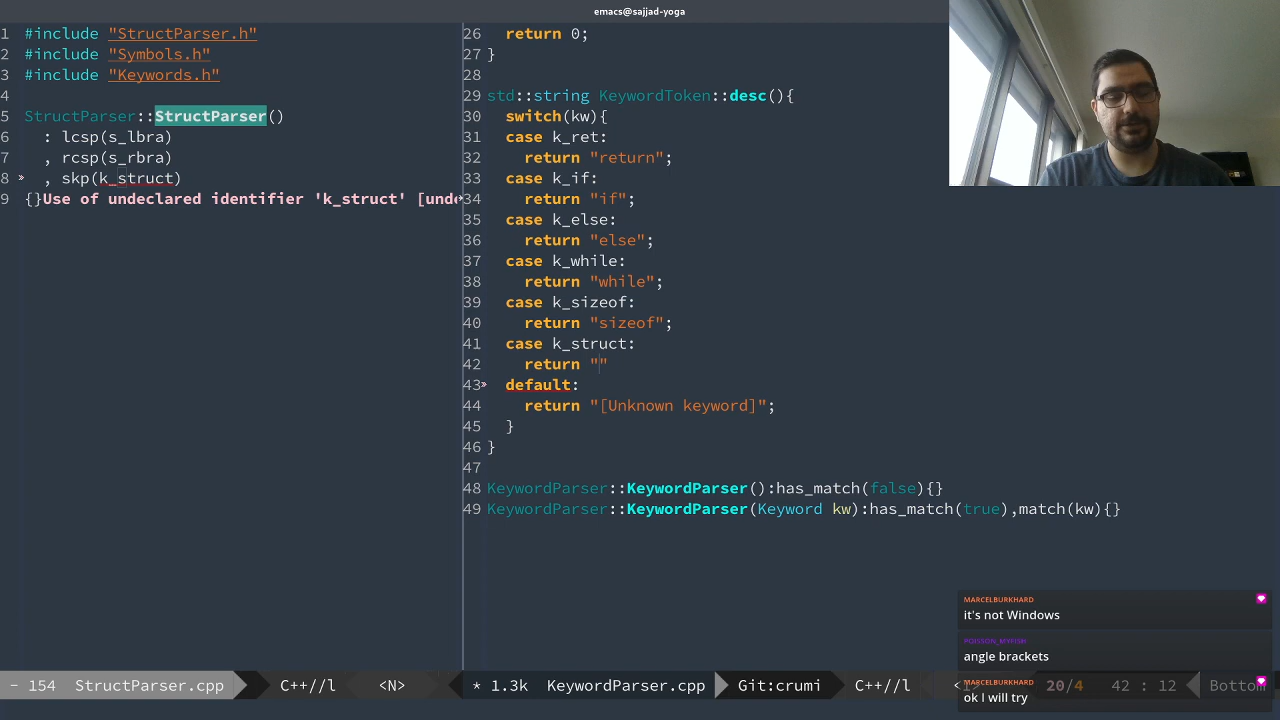 emacs@sajjad-yoga
1 #include "StructParser.h"
2 #include "Symbols.h"
3 #include "Keywords.h"
4
5 StructParser::StructParser()
6 : lcsp(s_lbra)
7 , rcsp(s_rbra)
8 » , skp(k_struct)
9 {}Use of undeclared identifier 'k_struct' [unde
26 return 0;
27 }
28
29 std::string KeywordToken::desc(){
30 switch(kw){
31 case k_ret:
32 return "return";
33 case k_if:
34 return "if";
35 case k_else:
36 return "else";
37 case k_while:
38 return "while";
39 case k_sizeof:
40 return "sizeof";
41 case k_struct:
42 return ""
43» default:
44 return "[Unknown keyword]";
45 }
46 }
47
48 KeywordParser::KeywordParser():has_match(false){}
49 KeywordParser::KeywordParser(Keyword kw):has_match(true),match(kw){}
MARCELBURKHARD
it's not Windows
POISSON_MYFISH
angle brackets
MARCELBURKHARD
ok I will try
- 154 StructParser.cpp C++//l <N>
* 1.3k KeywordParser.cpp Git:crumi C++//l 20/4 42 : 12 Bottom